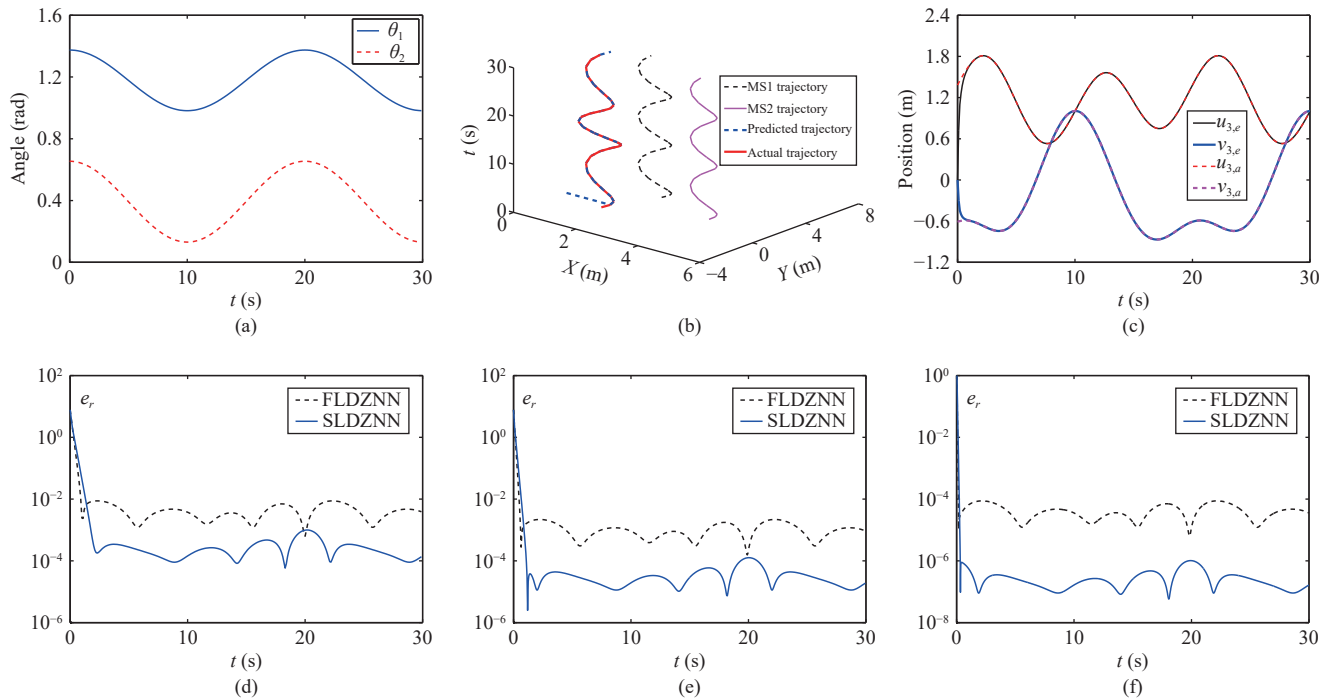 1.6
1.2
0.8
0.4
0
Angle (rad)
θ1
θ2
0 10 20 30
t (s)
(a)
30
20
10
0
t (s)
MS1 trajectory
MS2 trajectory
Predicted trajectory
Actual trajectory
0
2
4
6
X (m)
−4
0
4
8
Y (m)
(b)
2.4
1.8
1.2
0.6
0
−0.6
−1.2
Position (m)
u3,e
v3,e
u3,a
v3,a
0 10 20 30
t (s)
(c)
10^2
10^0
10^−2
10^−4
10^−6
er
FLDZNN
SLDZNN
0 10 20 30
t (s)
(d)
10^2
10^0
10^−2
10^−4
10^−6
er
FLDZNN
SLDZNN
0 10 20 30
t (s)
(e)
10^0
10^−2
10^−4
10^−6
10^−8
er
FLDZNN
SLDZNN
0 10 20 30
t (s)
(f)